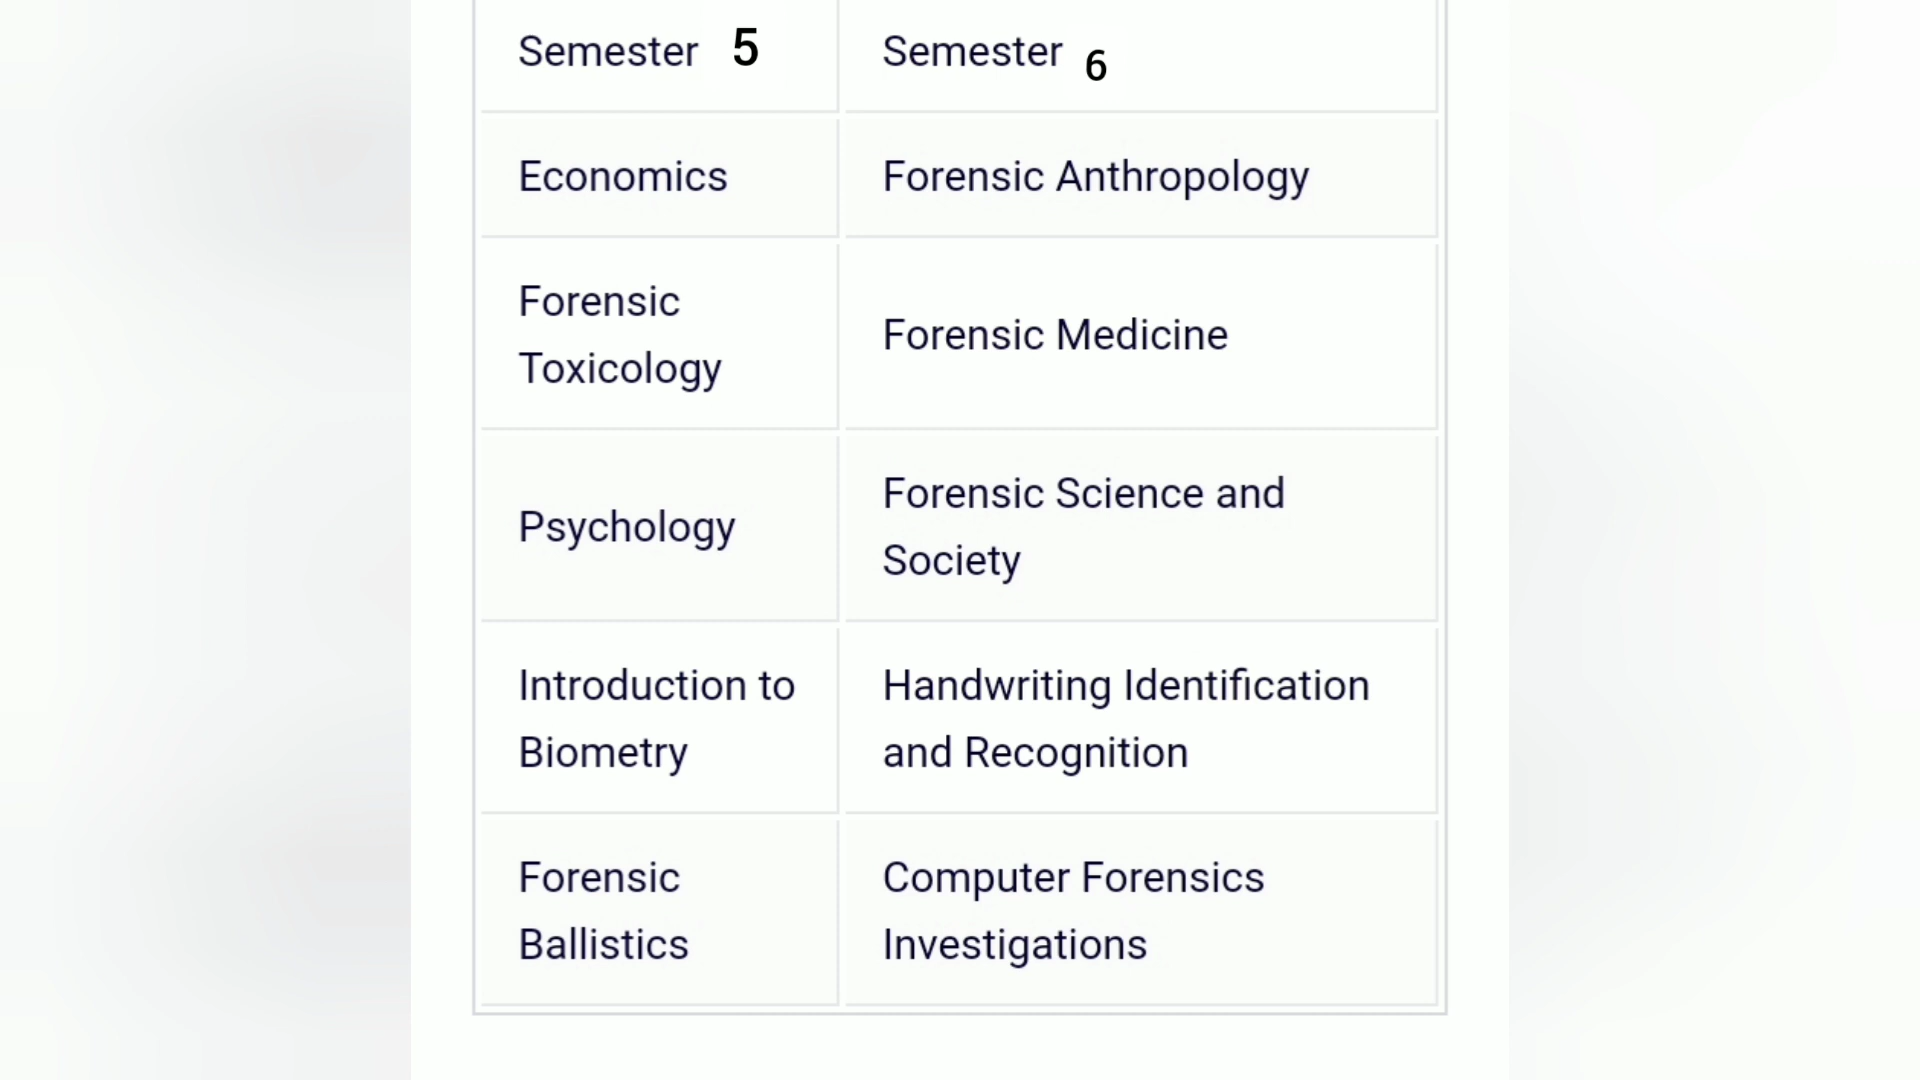 Semester 5 Semester 6
Economics Forensic Anthropology
Forensic
Toxicology
Forensic Medicine
Psychology
Forensic Science and
Society
Introduction to
Biometry
Handwriting Identification
and Recognition
Forensic
Ballistics
Computer Forensics
Investigations